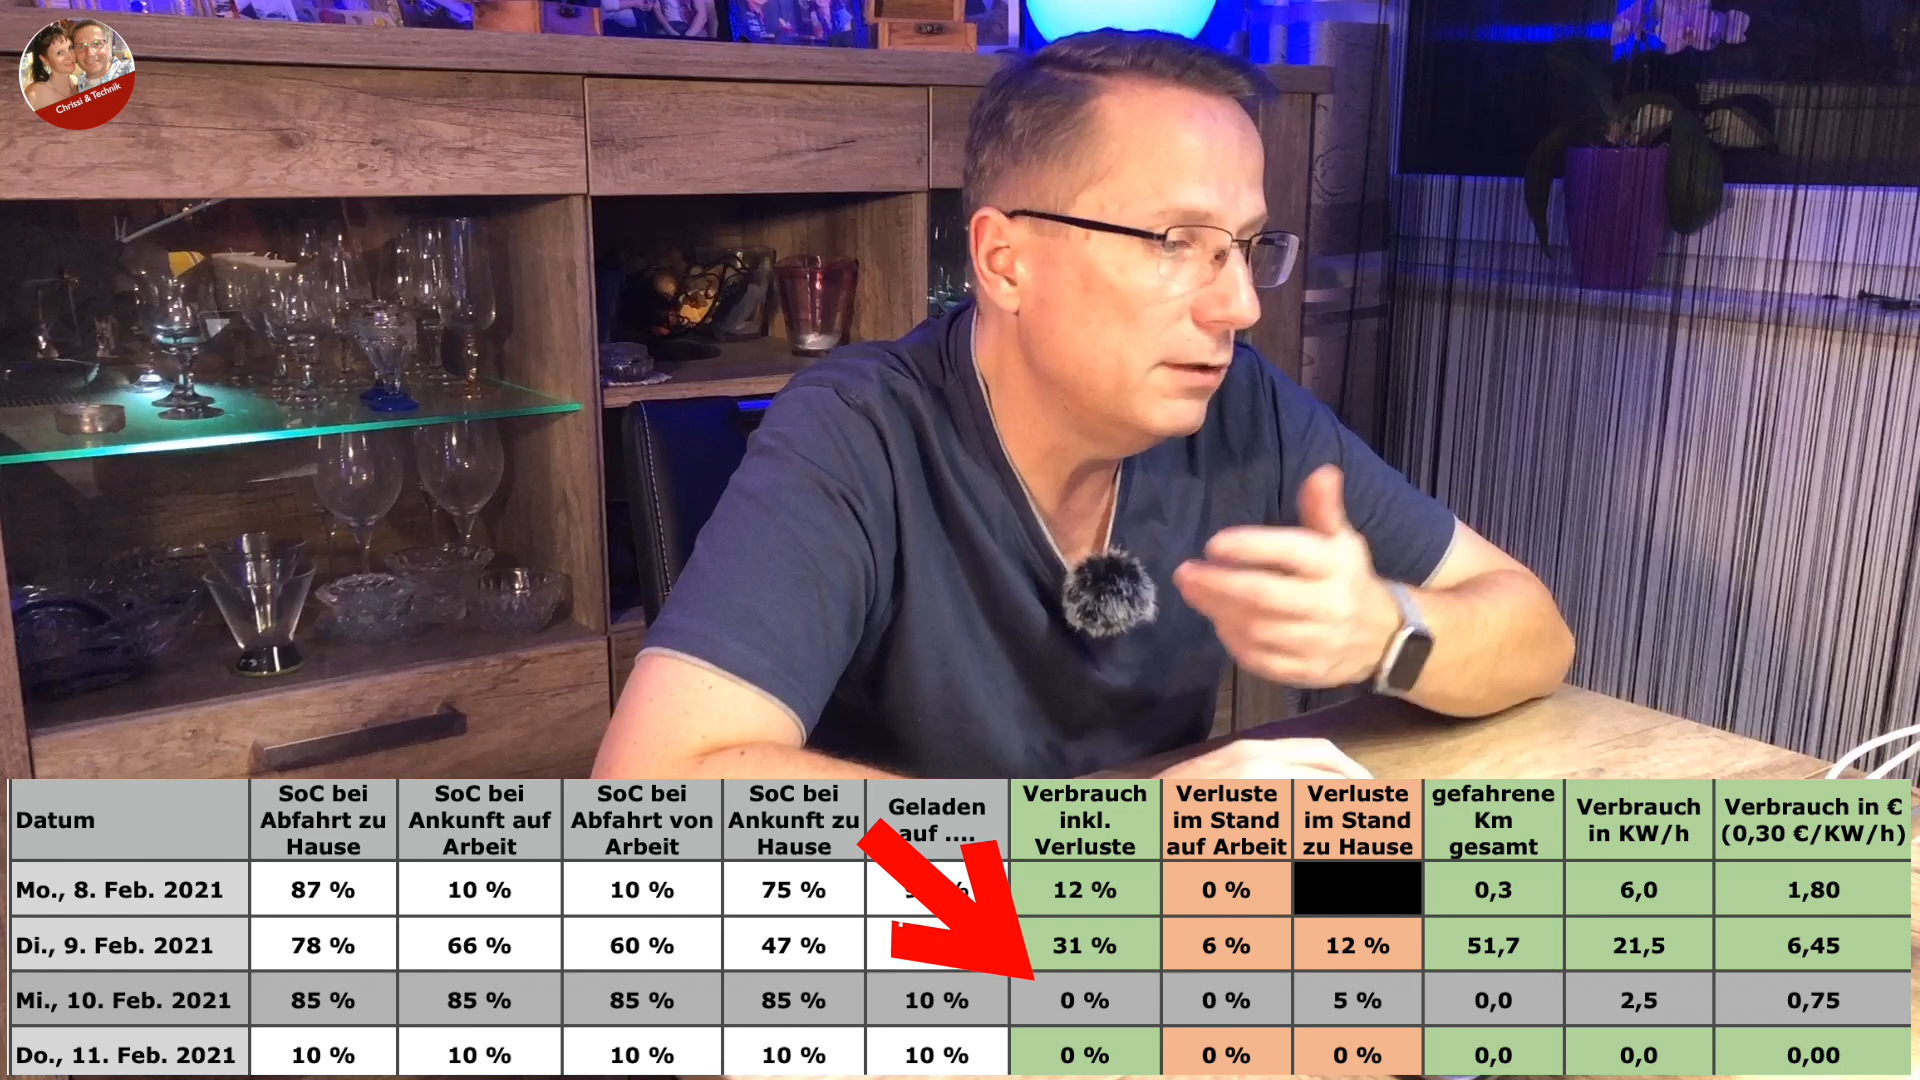 Chrissi & Technik
Datum
SoC bei
Abfahrt zu
Hause
SoC bei
Ankunft auf
Arbeit
SoC bei
Abfahrt von
Arbeit
SoC bei
Ankunft zu
Hause
Geladen
auf ....
Verbrauch
inkl.
Verluste
Verluste
im Stand
auf Arbeit
Verluste
im Stand
zu Hause
gefahrene
Km
gesamt
Verbrauch
in KW/h
Verbrauch in €
(0,30 €/KW/h)
Mo., 8. Feb. 2021 87 % 10 % 10 % 75 % 12 % 0 % 0,3 6,0 1,80
Di., 9. Feb. 2021 78 % 66 % 60 % 47 % 31 % 6 % 12 % 51,7 21,5 6,45
Mi., 10. Feb. 2021 85 % 85 % 85 % 85 % 10 % 0 % 0 % 5 % 0,0 2,5 0,75
Do., 11. Feb. 2021 10 % 10 % 10 % 10 % 10 % 0 % 0 % 0 % 0,0 0,0 0,00